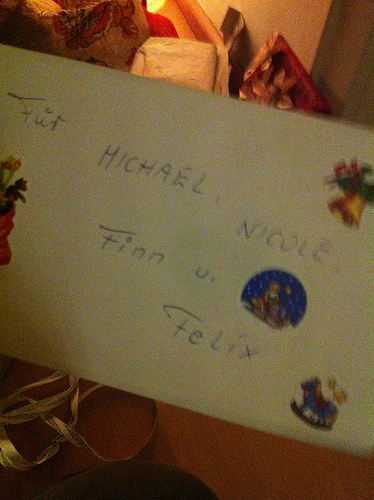 Für
MICHAEL, NICOLE,
Finn u.
Felix